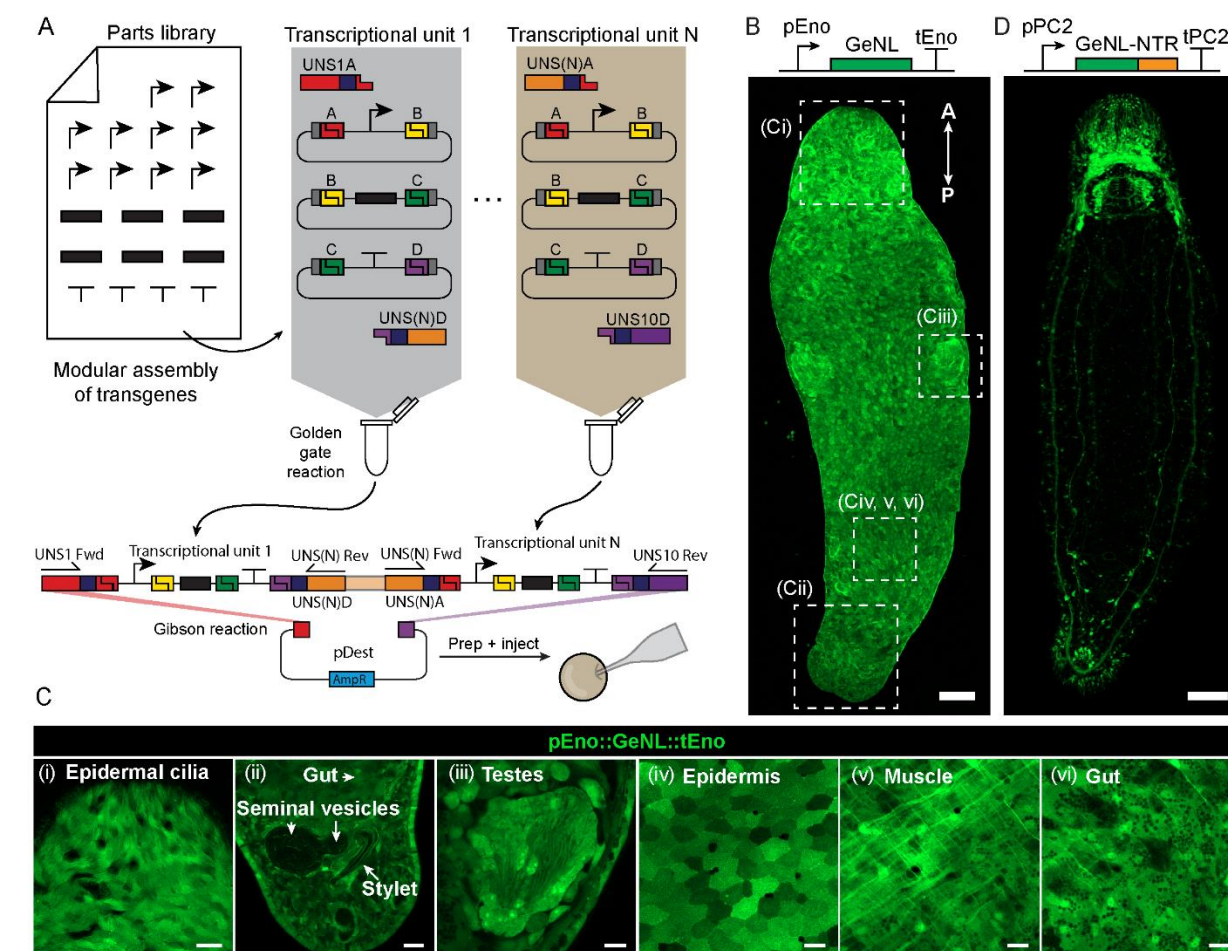 A
Parts library
Transcriptional unit 1
Transcriptional unit N
UNS1A
UNS(N)A
A
B
A
B
B
C
B
C
...
C
D
C
D
UNS(N)D
UNS10D
Modular assembly
of transgenes
Golden
gate
reaction
UNS1 Fwd
Transcriptional unit 1
UNS(N) Rev
UNS(N) Fwd
Transcriptional unit N
UNS10 Rev
UNS(N)D
UNS(N)A
Gibson reaction
pDest
AmpR
Prep + inject
B
pEno
GeNL
tEno
(Ci)
A
P
(Ciii)
(Civ, v, vi)
(Cii)
D
pPC2
GeNL-NTR
tPC2
C
pEno::GeNL::tEno
(i) Epidermal cilia
(ii)
Gut
Seminal vesicles
Stylet
(iii) Testes
(iv) Epidermis
(v) Muscle
(vi) Gut